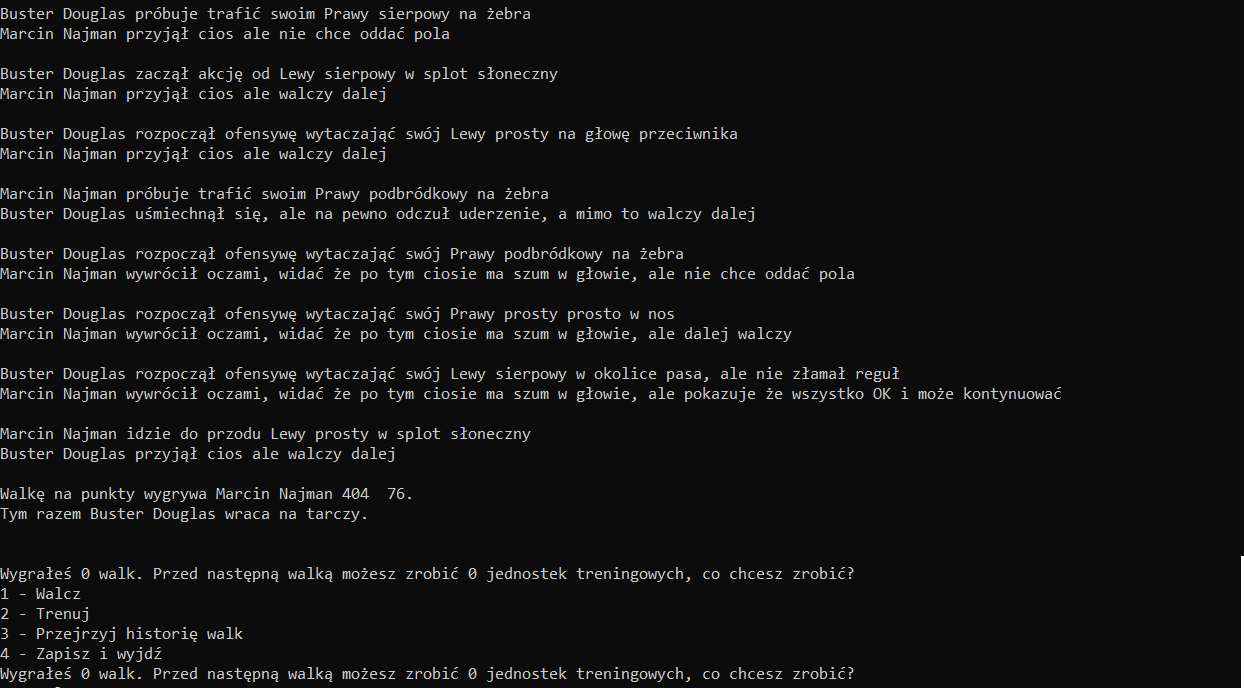 Buster Douglas próbuje trafić swoim Prawy sierpowy na żebra
Marcin Najman przyjął cios ale nie chce oddać pola
Buster Douglas zaczął akcję od Lewy sierpowy w splot słoneczny
Marcin Najman przyjął cios ale walczy dalej
Buster Douglas rozpoczął ofensywę wytaczająć swój Lewy prosty na głowę przeciwnika
Marcin Najman przyjął cios ale walczy dalej
Marcin Najman próbuje trafić swoim Prawy podbródkowy na żebra
Buster Douglas uśmiechnął się, ale na pewno odczuł uderzenie, a mimo to walczy dalej
Buster Douglas rozpoczął ofensywę wytaczająć swój Prawy podbródkowy na żebra
Marcin Najman wywrócił oczami, widać że po tym ciosie ma szum w głowie, ale nie chce oddać pola
Buster Douglas rozpoczął ofensywę wytaczająć swój Prawy prosty prosto w nos
Marcin Najman wywrócił oczami, widać że po tym ciosie ma szum w głowie, ale dalej walczy
Buster Douglas rozpoczął ofensywę wytaczająć swój Lewy sierpowy w okolice pasa, ale nie złamał reguł
Marcin Najman wywrócił oczami, widać że po tym ciosie ma szum w głowie, ale pokazuje że wszystko OK i może kontynuować
Marcin Najman idzie do przodu Lewy prosty w splot słoneczny
Buster Douglas przyjął cios ale walczy dalej
Walkę na punkty wygrywa Marcin Najman 404  76.
Tym razem Buster Douglas wraca na tarczy.
Wygrałeś 0 walk. Przed następną walką możesz zrobić 0 jednostek treningowych, co chcesz zrobić?
1 - Walcz
2 - Trenuj
3 - Przejrzyj historię walk
4 - Zapisz i wyjdź
Wygrałeś 0 walk. Przed następną walką możesz zrobić 0 jednostek treningowych, co chcesz zrobić?